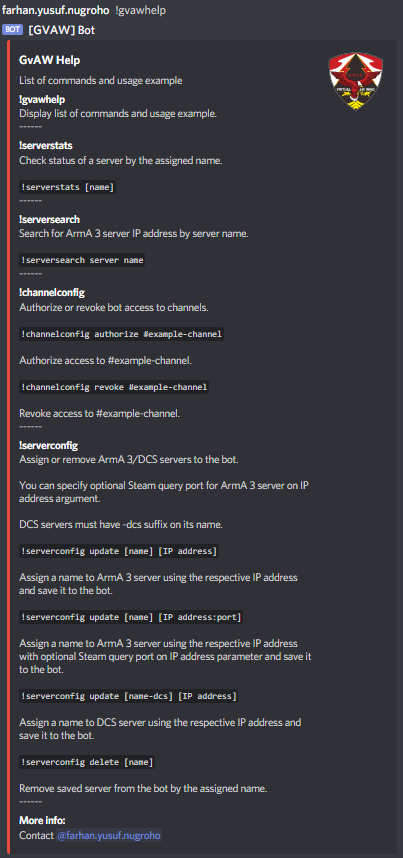 farhan.yusuf.nugroho !gvawhelp
BOT [GVAW] Bot
GvAW Help
List of commands and usage example
!gvawhelp
Display list of commands and usage example.
------
!serverstats
Check status of a server by the assigned name.
!serverstats [name]
------
!serversearch
Search for ArmA 3 server IP address by server name.
!serversearch server name
------
!channelconfig
Authorize or revoke bot access to channels.
!channelconfig authorize #example-channel
Authorize access to #example-channel.
!channelconfig revoke #example-channel
Revoke access to #example-channel.
------
!serverconfig
Assign or remove ArmA 3/DCS servers to the bot.
You can specify optional Steam query port for ArmA 3 server on IP
address argument.
DCS servers must have -dcs suffix on its name.
!serverconfig update [name] [IP address]
Assign a name to ArmA 3 server using the respective IP address
and save it to the bot.
!serverconfig update [name] [IP address:port]
Assign a name to ArmA 3 server using the respective IP address
with optional Steam query port on IP address parameter and save it
to the bot.
!serverconfig update [name-dcs] [IP address]
Assign a name to DCS server using the respective IP address and
save it to the bot.
!serverconfig delete [name]
Remove saved server from the bot by the assigned name.
------
More info:
Contact @farhan.yusuf.nugroho